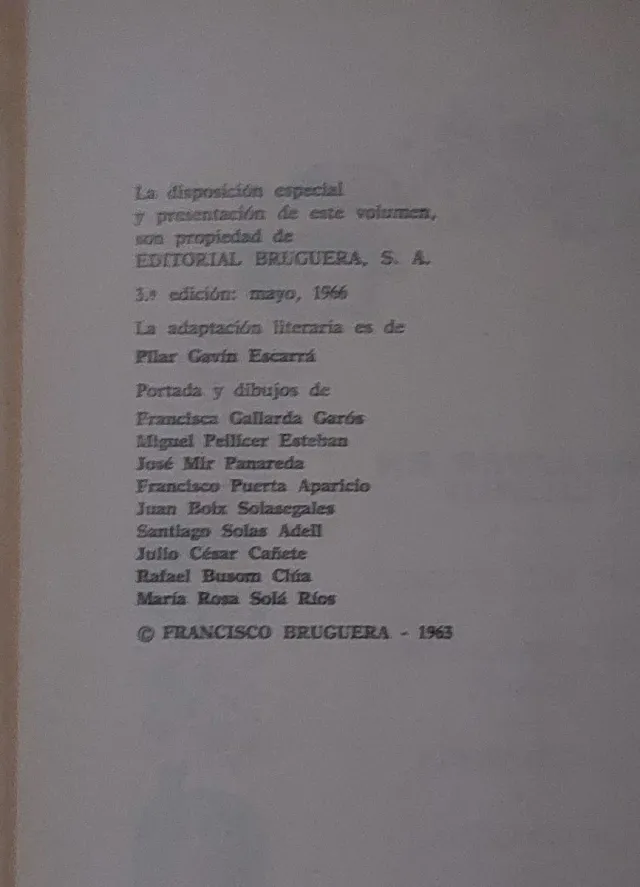 La disposición especial
y presentación de este volumen,
son propiedad de
EDITORIAL BRUGUERA, S. A.
3.ª edición: mayo, 1966
La adaptación literaria es de
Pilar Gavín Escarrá
Portada y dibujos de
Francisca Gallarda Garós
Miguel Pellicer Esteban
José Mir Panareda
Francisco Puerta Aparicio
Juan Boix Solasegales
Santiago Solas Adell
Julio César Cañete
Rafael Busom Clúa
María Rosa Solá Ríos
© FRANCISCO BRUGUERA - 1963